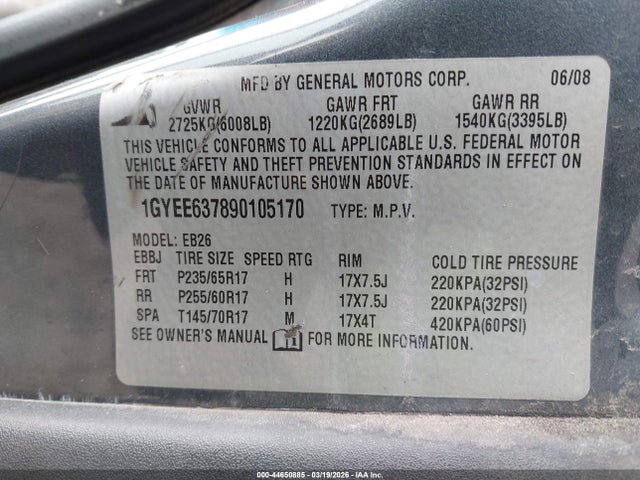 MFD BY GENERAL MOTORS CORP. 06/08
GVWR GAWR FRT GAWR RR
2725KG(6008LB) 1220KG(2689LB) 1540KG(3395LB)
THIS VEHICLE CONFORMS TO ALL APPLICABLE U.S. FEDERAL MOTOR
VEHICLE SAFETY AND THEFT PREVENTION STANDARDS IN EFFECT ON
THE DATE OF MANUFACTURE SHOWN ABOVE.
1GYEE637890105170 TYPE: M.P.V.
MODEL: EB26
EBBJ TIRE SIZE SPEED RTG RIM COLD TIRE PRESSURE
FRT P235/65R17 H 17X7.5J 220KPA(32PSI)
RR P255/60R17 H 17X7.5J 220KPA(32PSI)
SPA T145/70R17 M 17X4T 420KPA(60PSI)
SEE OWNER'S MANUAL FOR MORE INFORMATION.
000-44650885 - 03/19/2026 - IAAI.COM